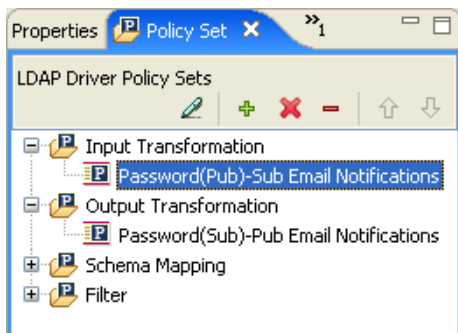 Properties Policy Set »1
LDAP Driver Policy Sets
Input Transformation
Password(Pub)-Sub Email Notifications
Output Transformation
Password(Sub)-Pub Email Notifications
Schema Mapping
Filter